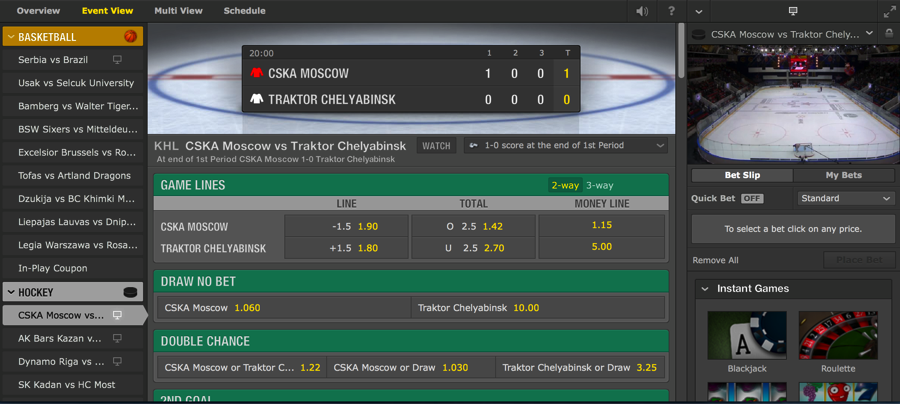 Overview Event View Multi View Schedule ?
BASKETBALL
Serbia vs Brazil
Usak vs Selcuk University
Bamberg vs Walter Tiger...
BSW Sixers vs Mitteldeu...
Excelsior Brussels vs Ro...
Tofas vs Artland Dragons
Dzukija vs BC Khimki M...
Liepajas Lauvas vs Dnip...
Legia Warszawa vs Rosa...
In-Play Coupon
HOCKEY
CSKA Moscow vs...
AK Bars Kazan v...
Dynamo Riga vs ...
SK Kadan vs HC Most
20:00 1 2 3 T
CSKA MOSCOW 1 0 0 1
TRAKTOR CHELYABINSK 0 0 0 0
KHL CSKA Moscow vs Traktor Chelyabinsk WATCH 1-0 score at the end of 1st Period
At end of 1st Period CSKA Moscow 1-0 Traktor Chelyabinsk
GAME LINES 2-way 3-way
LINE TOTAL MONEY LINE
CSKA MOSCOW -1.5 1.90 O 2.5 1.42 1.15
TRAKTOR CHELYABINSK +1.5 1.80 U 2.5 2.70 5.00
DRAW NO BET
CSKA Moscow 1.060 Traktor Chelyabinsk 10.00
DOUBLE CHANCE
CSKA Moscow or Traktor C... 1.22 CSKA Moscow or Draw 1.030 Traktor Chelyabinsk or Draw 3.25
2ND GOAL
CSKA Moscow vs Traktor Chely...
Bet Slip My Bets
Quick Bet OFF Standard
To select a bet click on any price.
Remove All Place Bet
Instant Games
Blackjack Roulette